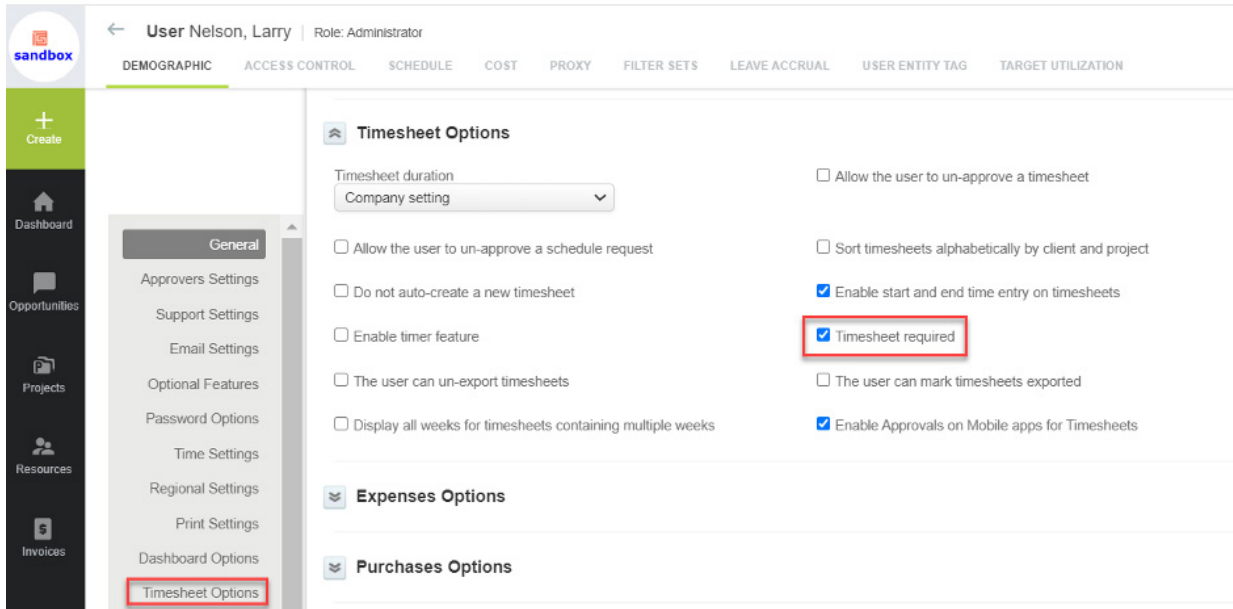 sandbox
User Nelson, Larry | Role: Administrator
DEMOGRAPHIC ACCESS CONTROL SCHEDULE COST PROXY FILTER SETS LEAVE ACCRUAL USER ENTITY TAG TARGET UTILIZATION
Create
Dashboard
Opportunities
Projects
Resources
Invoices
General
Approvers Settings
Support Settings
Email Settings
Optional Features
Password Options
Time Settings
Regional Settings
Print Settings
Dashboard Options
Timesheet Options
Timesheet Options
Timesheet duration
Company setting
Allow the user to un-approve a timesheet
Allow the user to un-approve a schedule request
Sort timesheets alphabetically by client and project
Do not auto-create a new timesheet
Enable start and end time entry on timesheets
Enable timer feature
Timesheet required
The user can un-export timesheets
The user can mark timesheets exported
Display all weeks for timesheets containing multiple weeks
Enable Approvals on Mobile apps for Timesheets
Expenses Options
Purchases Options